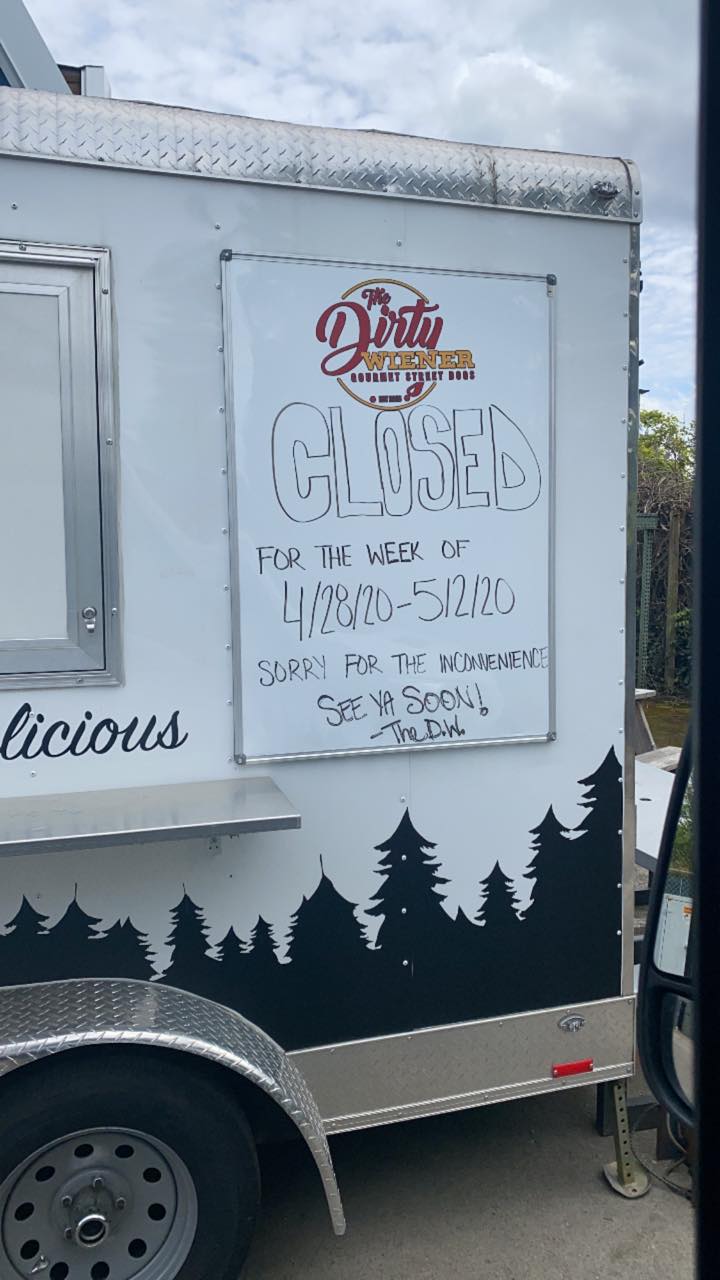 The
Dirty
WIENER
GOURMET STREET DOGS
CLOSED
FOR THE WEEK OF
4/28/20-5/2/20
SORRY FOR THE INCONVENIENCE
SEE YA SOON!
-The D.W.
licious